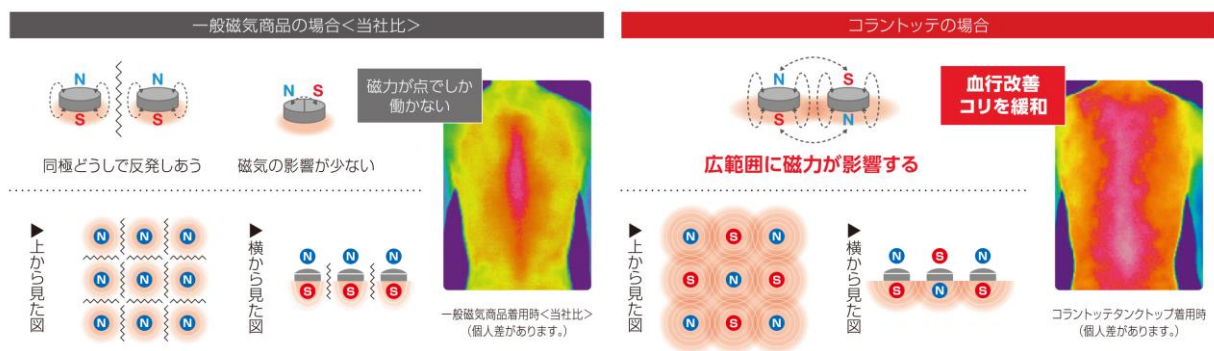 一般磁気商品の場合＜当社比＞
N
N
S
S
同極どうしで反発しあう
N S
磁気の影響が少ない
磁力が点でしか
働かない
▶上から見た図
N N N
N N N
N N N
▶横から見た図
N N N
S S S
一般磁気商品着用時＜当社比＞
（個人差があります。）
コラントッテの場合
N
S
S
N
広範囲に磁力が影響する
血行改善
コリを緩和
▶上から見た図
N S N
S N S
N S N
▶横から見た図
N S N
S N S
コラントッテタンクトップ着用時
（個人差があります。）